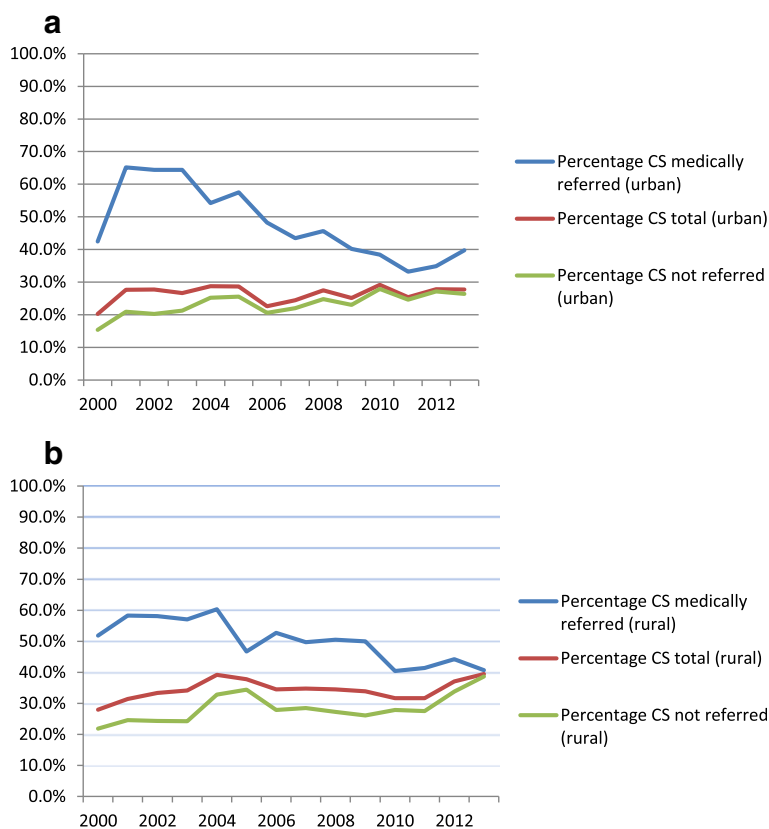 a
100.0%
90.0%
80.0%
70.0%
60.0%
50.0%
40.0%
30.0%
20.0%
10.0%
0.0%
2000 2002 2004 2006 2008 2010 2012
Percentage CS medically
referred (urban)
Percentage CS total (urban)
Percentage CS not referred
(urban)
b
100.0%
90.0%
80.0%
70.0%
60.0%
50.0%
40.0%
30.0%
20.0%
10.0%
0.0%
2000 2002 2004 2006 2008 2010 2012
Percentage CS medically
referred (rural)
Percentage CS total (rural)
Percentage CS not referred
(rural)